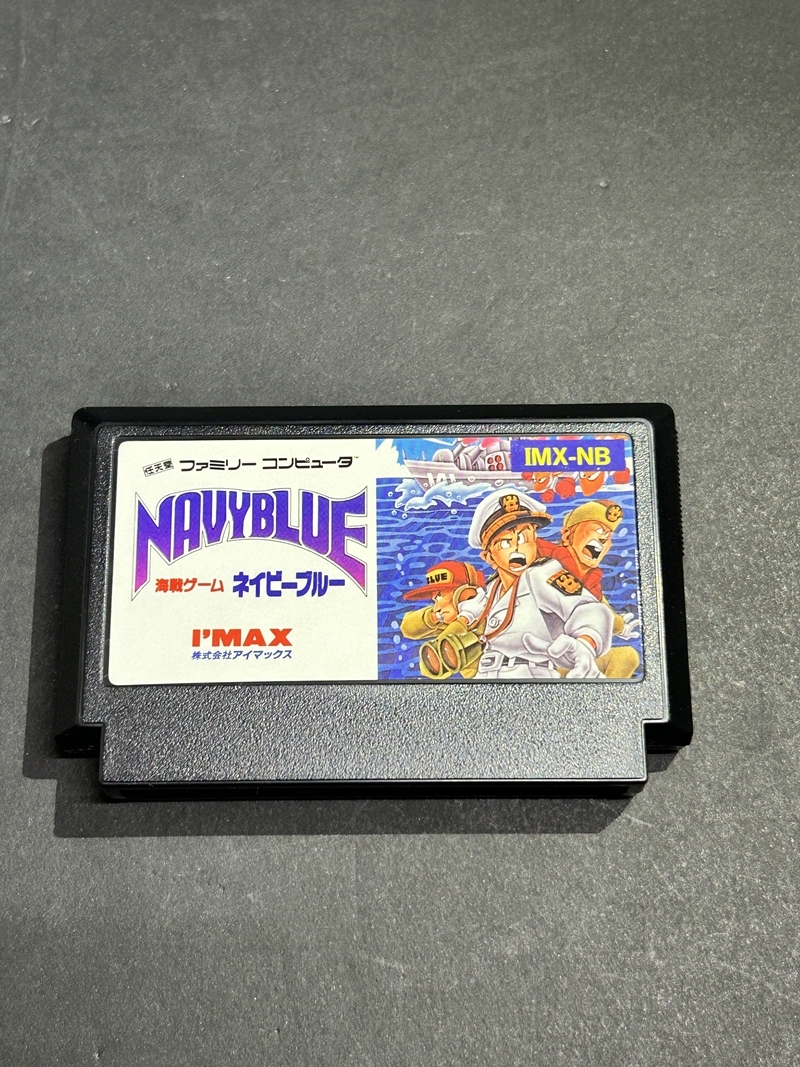 任天堂 ファミリー コンピュータ™
IMX-NB
NAVYBLUE
海戦ゲーム ネイビーブルー
BLUE
I'MAX
株式会社アイマックス